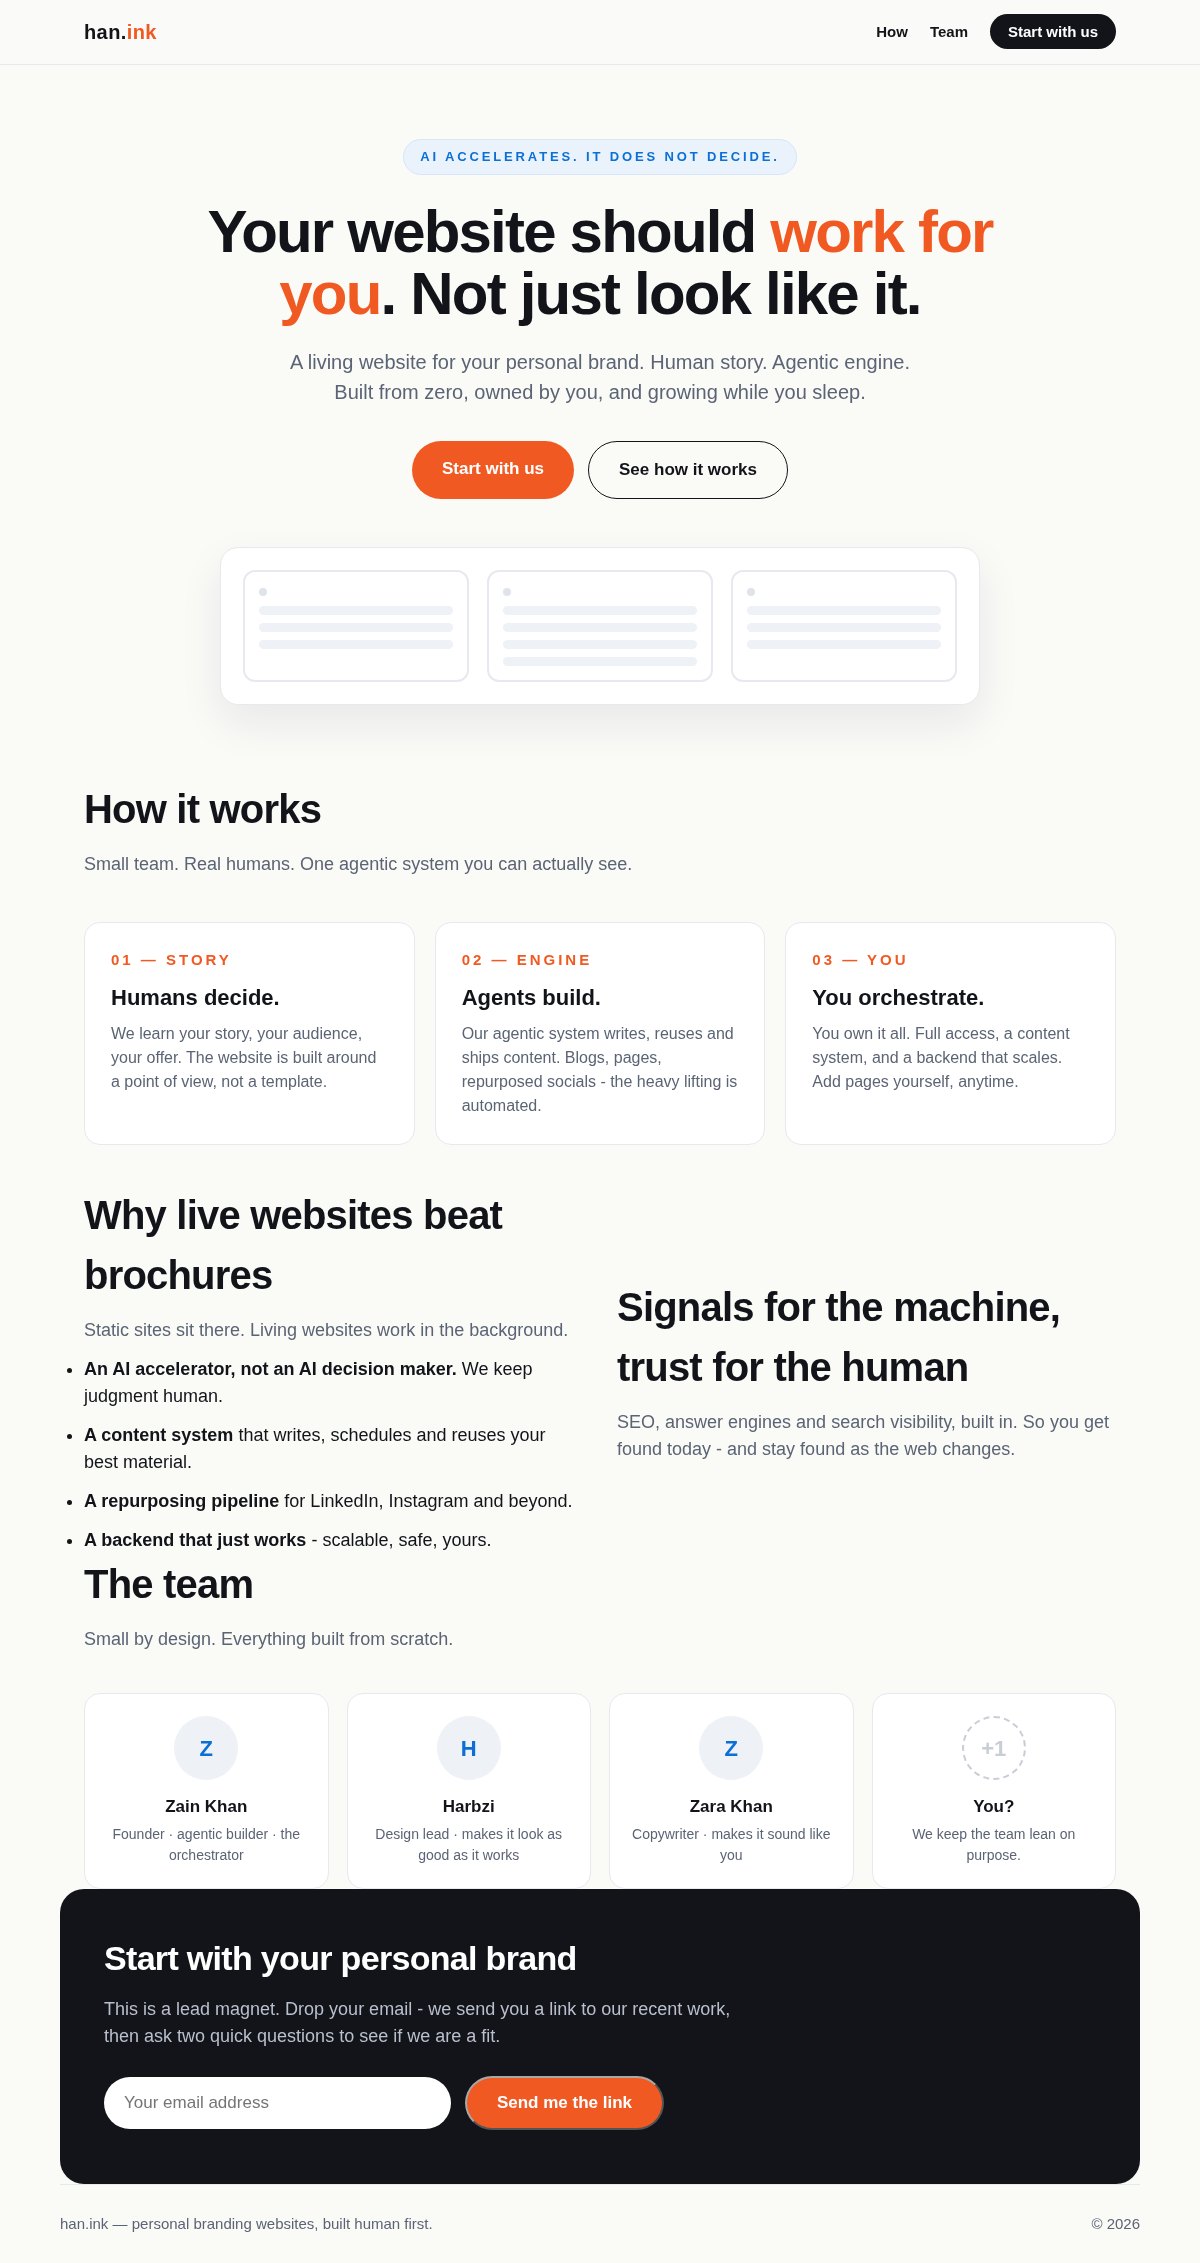 han.ink
How Team Start with us
AI ACCELERATES. IT DOES NOT DECIDE.
Your website should work for
you. Not just look like it.
A living website for your personal brand. Human story. Agentic engine.
Built from zero, owned by you, and growing while you sleep.
Start with us See how it works
How it works
Small team. Real humans. One agentic system you can actually see.
01 — STORY
Humans decide.
We learn your story, your audience,
your offer. The website is built around
a point of view, not a template.
02 — ENGINE
Agents build.
Our agentic system writes, reuses and
ships content. Blogs, pages,
repurposed socials - the heavy lifting is
automated.
03 — YOU
You orchestrate.
You own it all. Full access, a content
system, and a backend that scales.
Add pages yourself, anytime.
Why live websites beat
brochures
Static sites sit there. Living websites work in the background.
• An AI accelerator, not an AI decision maker. We keep
judgment human.
• A content system that writes, schedules and reuses your
best material.
• A repurposing pipeline for LinkedIn, Instagram and beyond.
• A backend that just works - scalable, safe, yours.
Signals for the machine,
trust for the human
SEO, answer engines and search visibility, built in. So you get
found today - and stay found as the web changes.
The team
Small by design. Everything built from scratch.
Z
Zain Khan
Founder · agentic builder · the
orchestrator
H
Harbzi
Design lead · makes it look as
good as it works
Z
Zara Khan
Copywriter · makes it sound like
you
+1
You?
We keep the team lean on
purpose.
Start with your personal brand
This is a lead magnet. Drop your email - we send you a link to our recent work,
then ask two quick questions to see if we are a fit.
Your email address
Send me the link
han.ink — personal branding websites, built human first.
© 2026